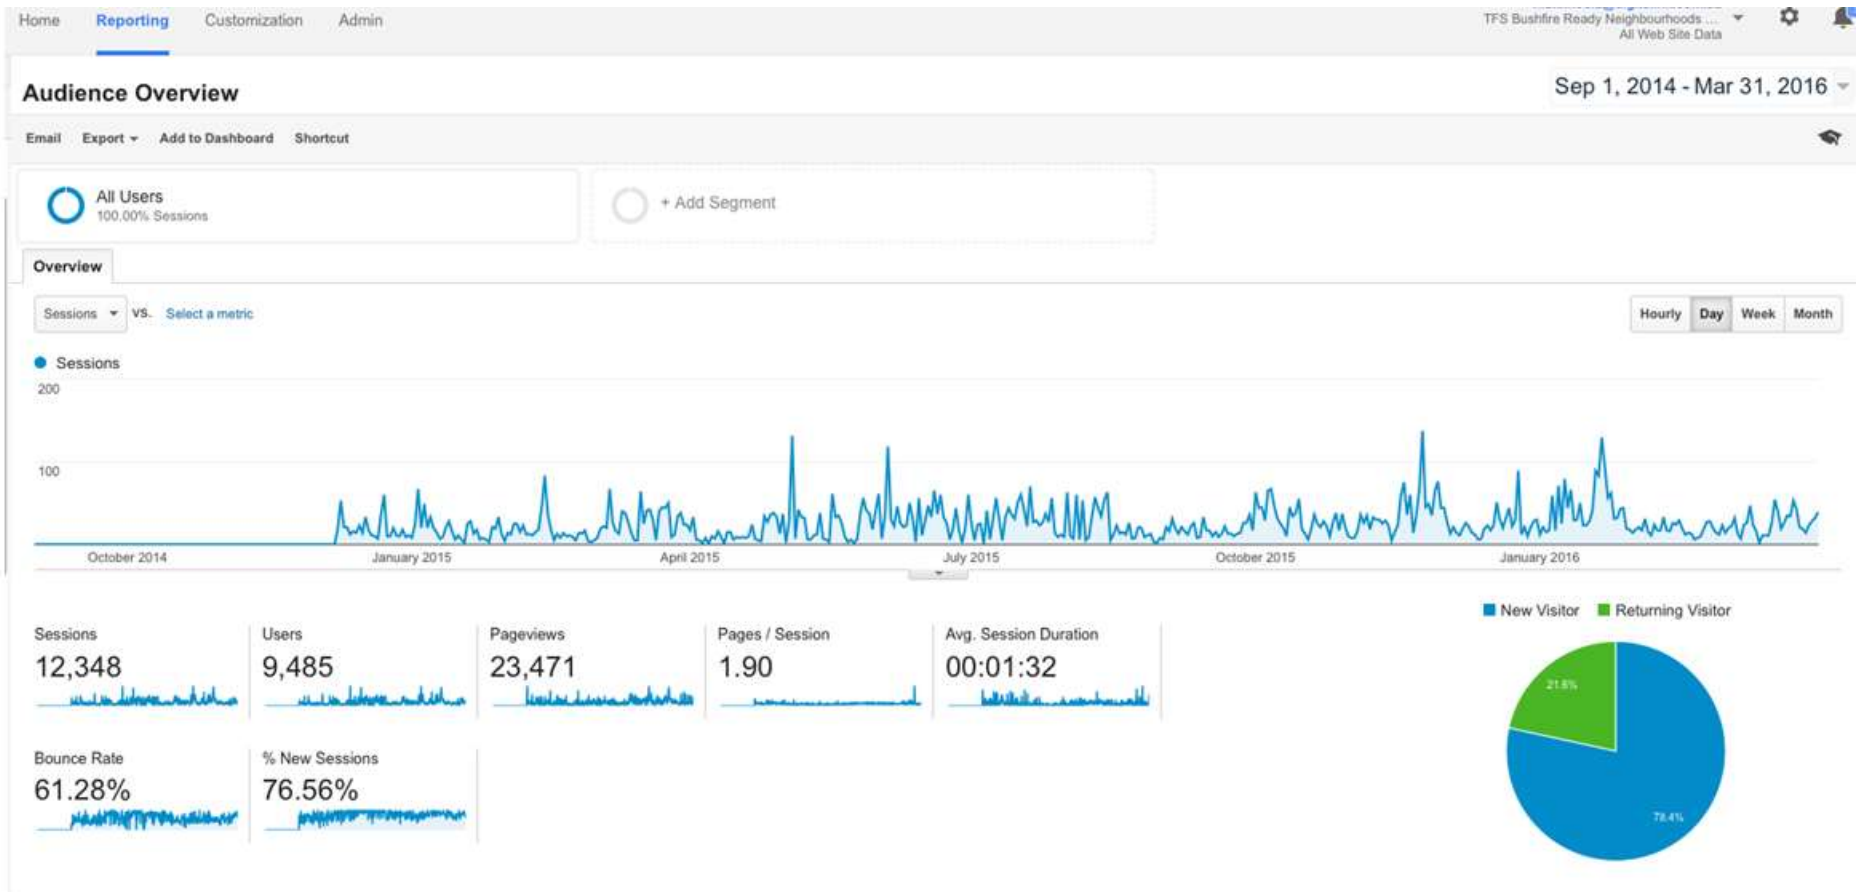 Home Reporting Customization Admin
TFS Bushfire Ready Neighbourhoods ...
All Web Site Data
Audience Overview
Sep 1, 2014 - Mar 31, 2016
Email Export Add to Dashboard Shortcut
All Users
100.00% Sessions
+ Add Segment
Overview
Sessions VS. Select a metric
Hourly Day Week Month
Sessions
200
100
October 2014 January 2015 April 2015 July 2015 October 2015 January 2016
New Visitor Returning Visitor
Sessions Users Pageviews Pages / Session Avg. Session Duration
12,348 9,485 23,471 1.90 00:01:32
21.6%
Bounce Rate % New Sessions
61.28% 76.56%
78.4%